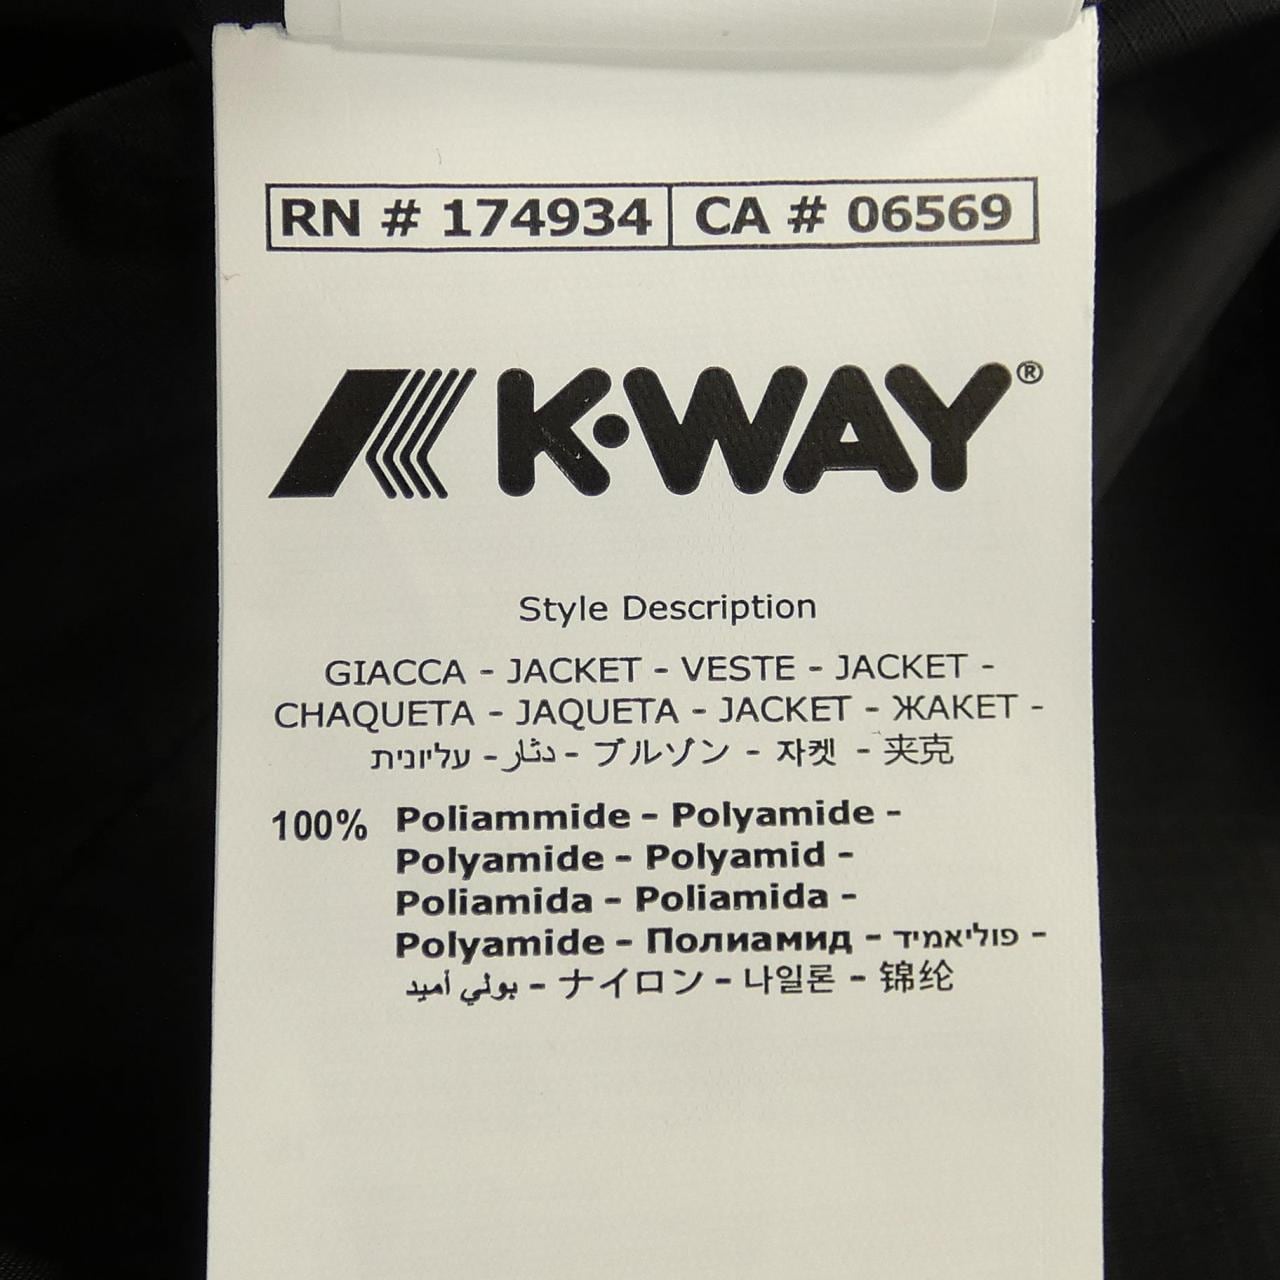 RN # 174934 CA # 06569
K·WAY®
Style Description
GIACCA - JACKET - VESTE - JACKET -
CHAQUETA - JAQUETA - JACKET - ЖАКЕТ -
עליונית - دثار - ブルゾン - 자켓 - 夹克
100% Poliammide - Polyamide -
Polyamide - Polyamid -
Poliamida - Poliamida -
Polyamide - Полиамид - פוליאמיד -
بولي أميد - ナイロン - 나일론 - 锦纶